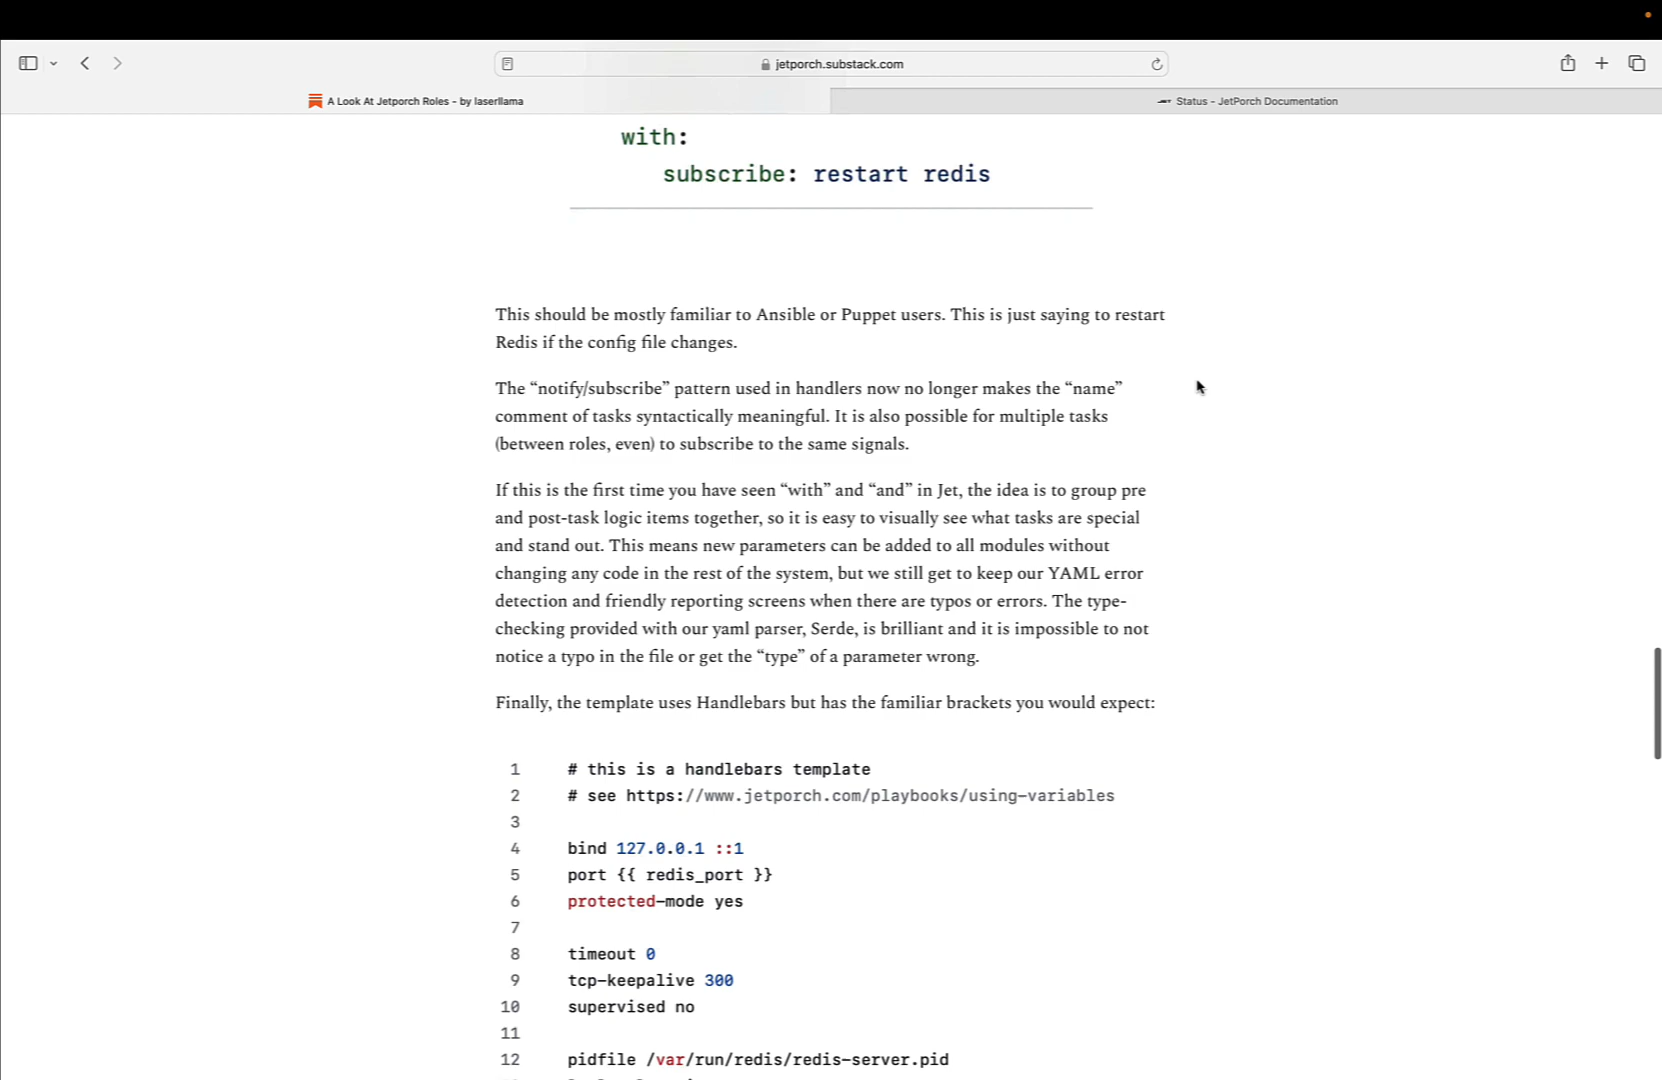 jetporch.substack.com
A Look At Jetporch Roles - by laserllama
Status - JetPorch Documentation
with:
subscribe: restart redis
This should be mostly familiar to Ansible or Puppet users. This is just saying to restart
Redis if the config file changes.
The “notify/subscribe” pattern used in handlers now no longer makes the “name”
comment of tasks syntactically meaningful. It is also possible for multiple tasks
(between roles, even) to subscribe to the same signals.
If this is the first time you have seen “with” and “and” in Jet, the idea is to group pre
and post-task logic items together, so it is easy to visually see what tasks are special
and stand out. This means new parameters can be added to all modules without
changing any code in the rest of the system, but we still get to keep our YAML error
detection and friendly reporting screens when there are typos or errors. The type-
checking provided with our yaml parser, Serde, is brilliant and it is impossible to not
notice a typo in the file or get the “type” of a parameter wrong.
Finally, the template uses Handlebars but has the familiar brackets you would expect:
1 # this is a handlebars template
2 # see https://www.jetporch.com/playbooks/using-variables
3
4 bind 127.0.0.1 ::1
5 port {{ redis_port }}
6 protected-mode yes
7
8 timeout 0
9 tcp-keepalive 300
10 supervised no
11
12 pidfile /var/run/redis/redis-server.pid